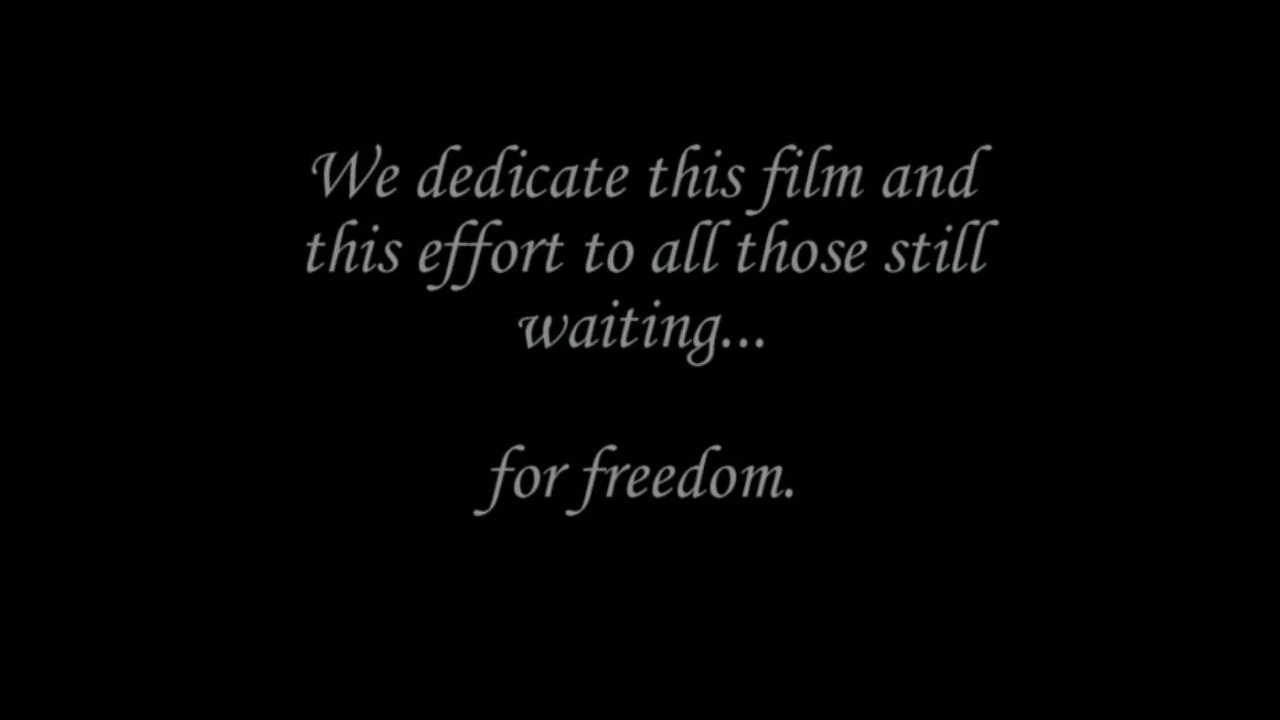 We dedicate this film and
this effort to all those still
waiting...
for freedom.